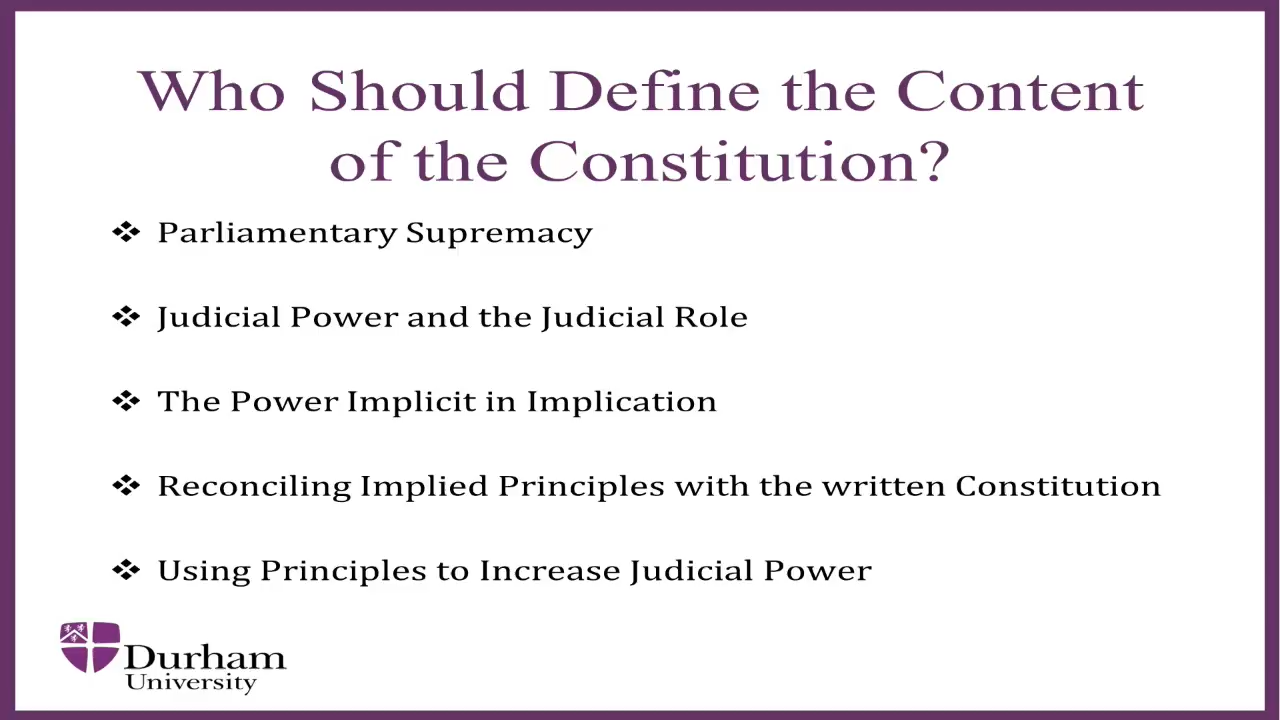 Who Should Define the Content
of the Constitution?
❖ Parliamentary Supremacy
❖ Judicial Power and the Judicial Role
❖ The Power Implicit in Implication
❖ Reconciling Implied Principles with the written Constitution
❖ Using Principles to Increase Judicial Power
Durham
University